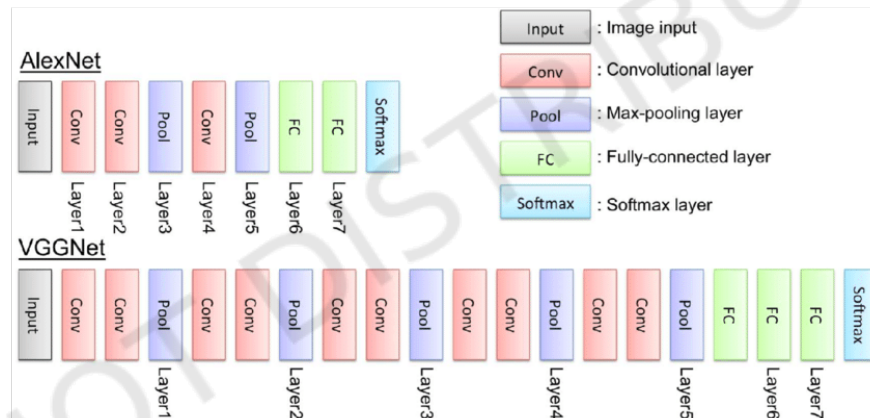 Input : Image input
AlexNet
Conv : Convolutional layer
Input Conv Conv Pool Conv Pool FC FC Softmax
Pool : Max-pooling layer
FC : Fully-connected layer
Layer1 Layer2 Layer3 Layer4 Layer5 Layer6 Layer7
Softmax : Softmax layer
VGGNet
Input Conv Conv Pool Conv Conv Pool Conv Conv Pool Conv Conv Pool Conv Conv Pool FC FC FC Softmax
Layer1 Layer2 Layer3 Layer4 Layer5 Layer6 Layer7
NOT DISTRIBU